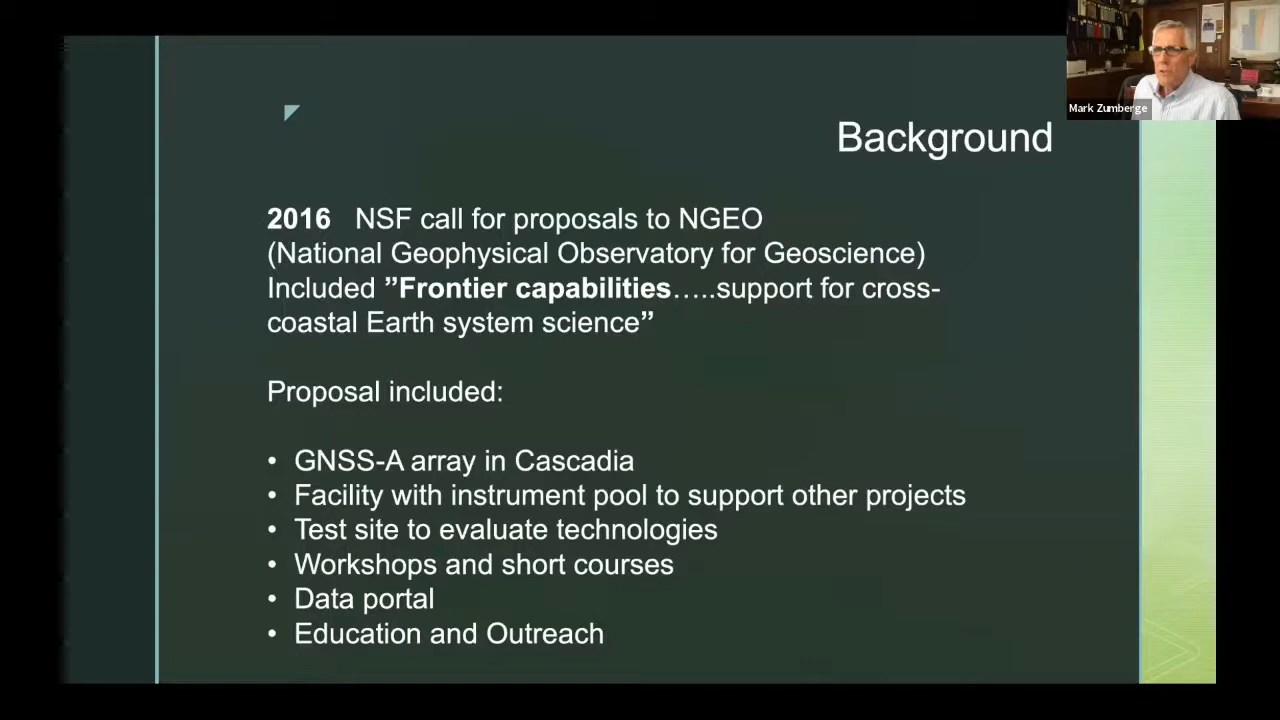 Mark Zumberge
Background
2016 NSF call for proposals to NGEO
(National Geophysical Observatory for Geoscience)
Included ”Frontier capabilities…..support for cross-
coastal Earth system science”
Proposal included:
• GNSS-A array in Cascadia
• Facility with instrument pool to support other projects
• Test site to evaluate technologies
• Workshops and short courses
• Data portal
• Education and Outreach